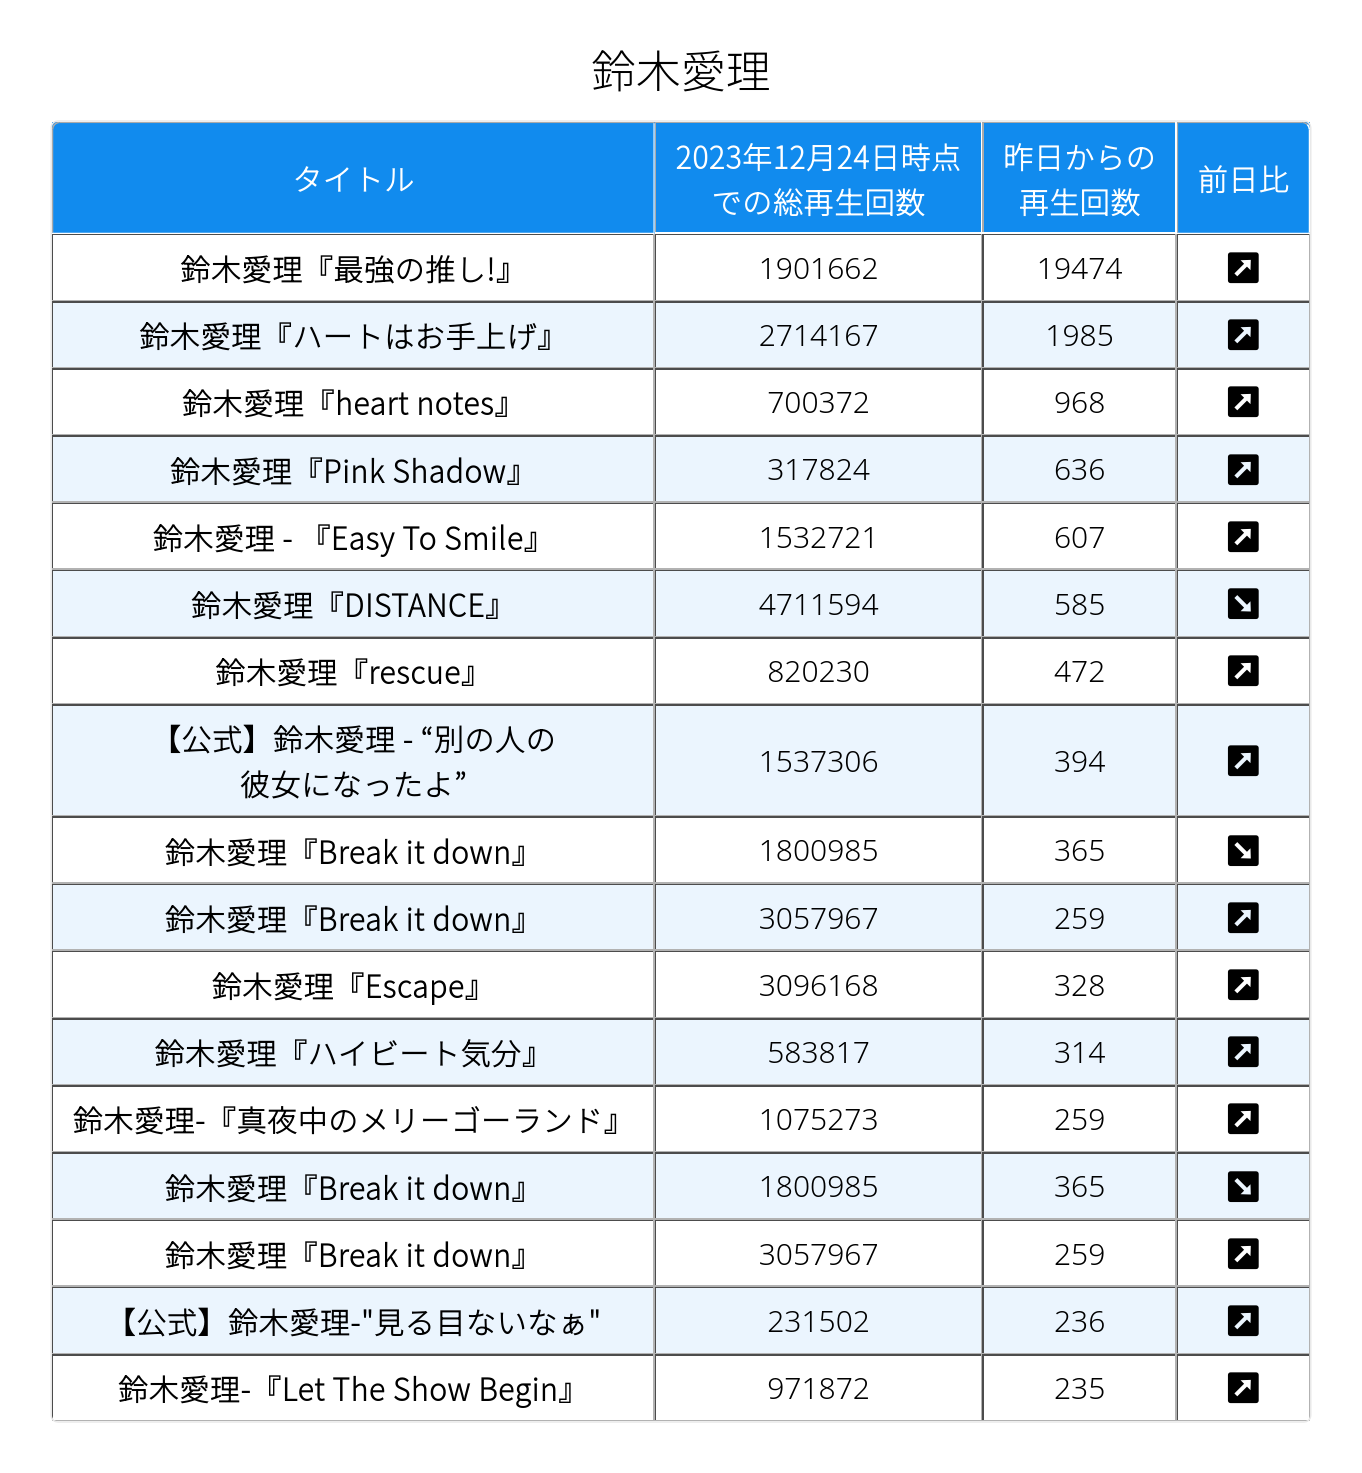 鈴木愛理
タイトル
2023年12月24日時点
での総再生回数
昨日からの
再生回数
前日比
鈴木愛理『最強の推し!』 1901662 19474 ↗
鈴木愛理『ハートはお手上げ』 2714167 1985 ↗
鈴木愛理『heart notes』 700372 968 ↗
鈴木愛理『Pink Shadow』 317824 636 ↗
鈴木愛理 - 『Easy To Smile』 1532721 607 ↗
鈴木愛理『DISTANCE』 4711594 585 ↘
鈴木愛理『rescue』 820230 472 ↗
【公式】鈴木愛理 - “別の人の
彼女になったよ” 1537306 394 ↗
鈴木愛理『Break it down』 1800985 365 ↘
鈴木愛理『Break it down』 3057967 259 ↗
鈴木愛理『Escape』 3096168 328 ↗
鈴木愛理『ハイビート気分』 583817 314 ↗
鈴木愛理-『真夜中のメリーゴーランド』 1075273 259 ↗
鈴木愛理『Break it down』 1800985 365 ↘
鈴木愛理『Break it down』 3057967 259 ↗
【公式】鈴木愛理-"見る目ないなぁ" 231502 236 ↗
鈴木愛理-『Let The Show Begin』 971872 235 ↗